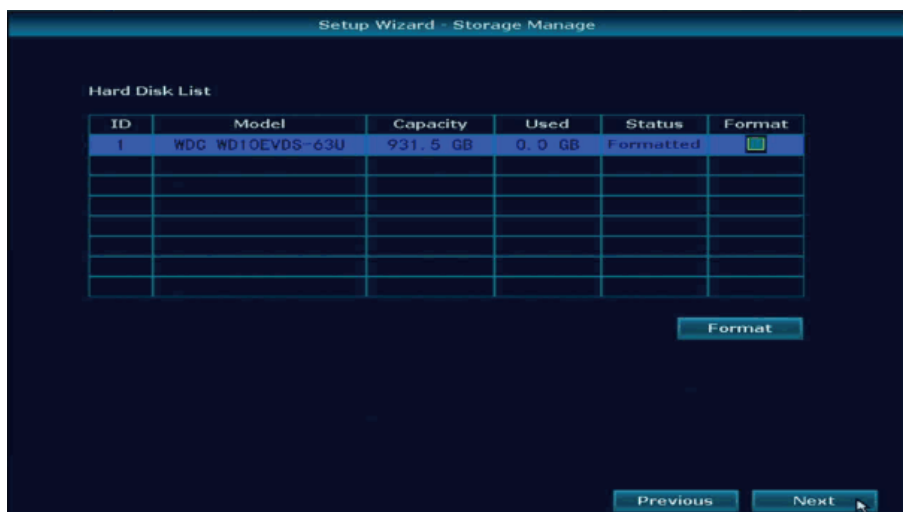 Setup Wizard - Storage Manage
Hard Disk List
ID Model Capacity Used Status Format
1 WDC WD10EVDS-63U 931.5 GB 0.0 GB Formatted
Format
Previous Next